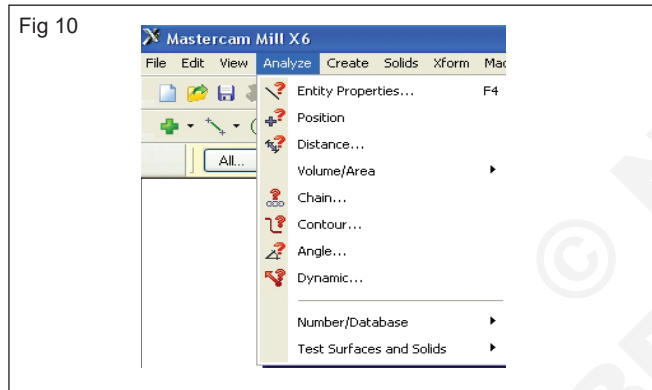 Fig 10
Mastercam Mill X6
File Edit View Analyze Create Solids Xform
Entity Properties... F4
Position
All... Distance...
Volume/Area
Chain...
Contour...
Angle...
Dynamic...
Number/Database
Test Surfaces and Solids
©